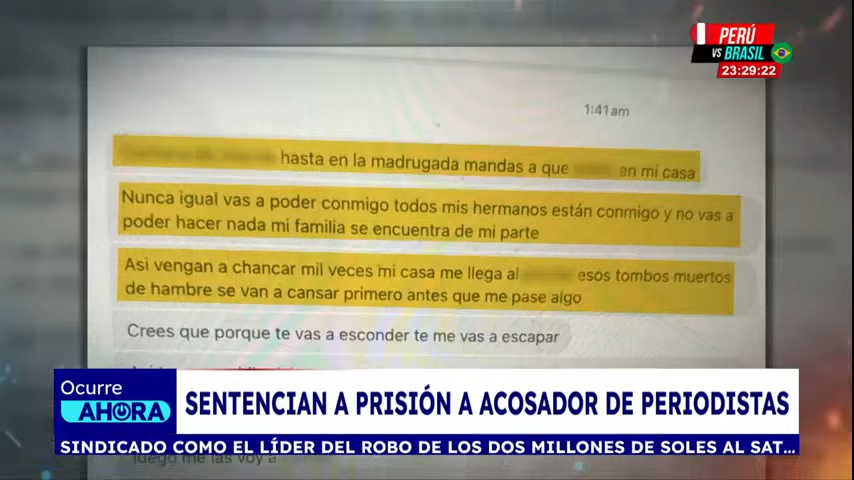 PERÚ
VS BRASIL
23:29:22
1:41am
hasta en la madrugada mandas a que en mi casa
Nunca igual vas a poder conmigo todos mis hermanos están conmigo y no vas a
poder hacer nada mi familia se encuentra de mi parte
Asi vengan a chancar mil veces mi casa me llega al esos tombos muertos
de hambre se van a cansar primero antes que me pase algo
Crees que porque te vas a esconder te me vas a escapar
Ocurre
AHORA
SENTENCIAN A PRISIÓN A ACOSADOR DE PERIODISTAS
SINDICADO COMO EL LÍDER DEL ROBO DE LOS DOS MILLONES DE SOLES AL SAT...
luego me las voy a